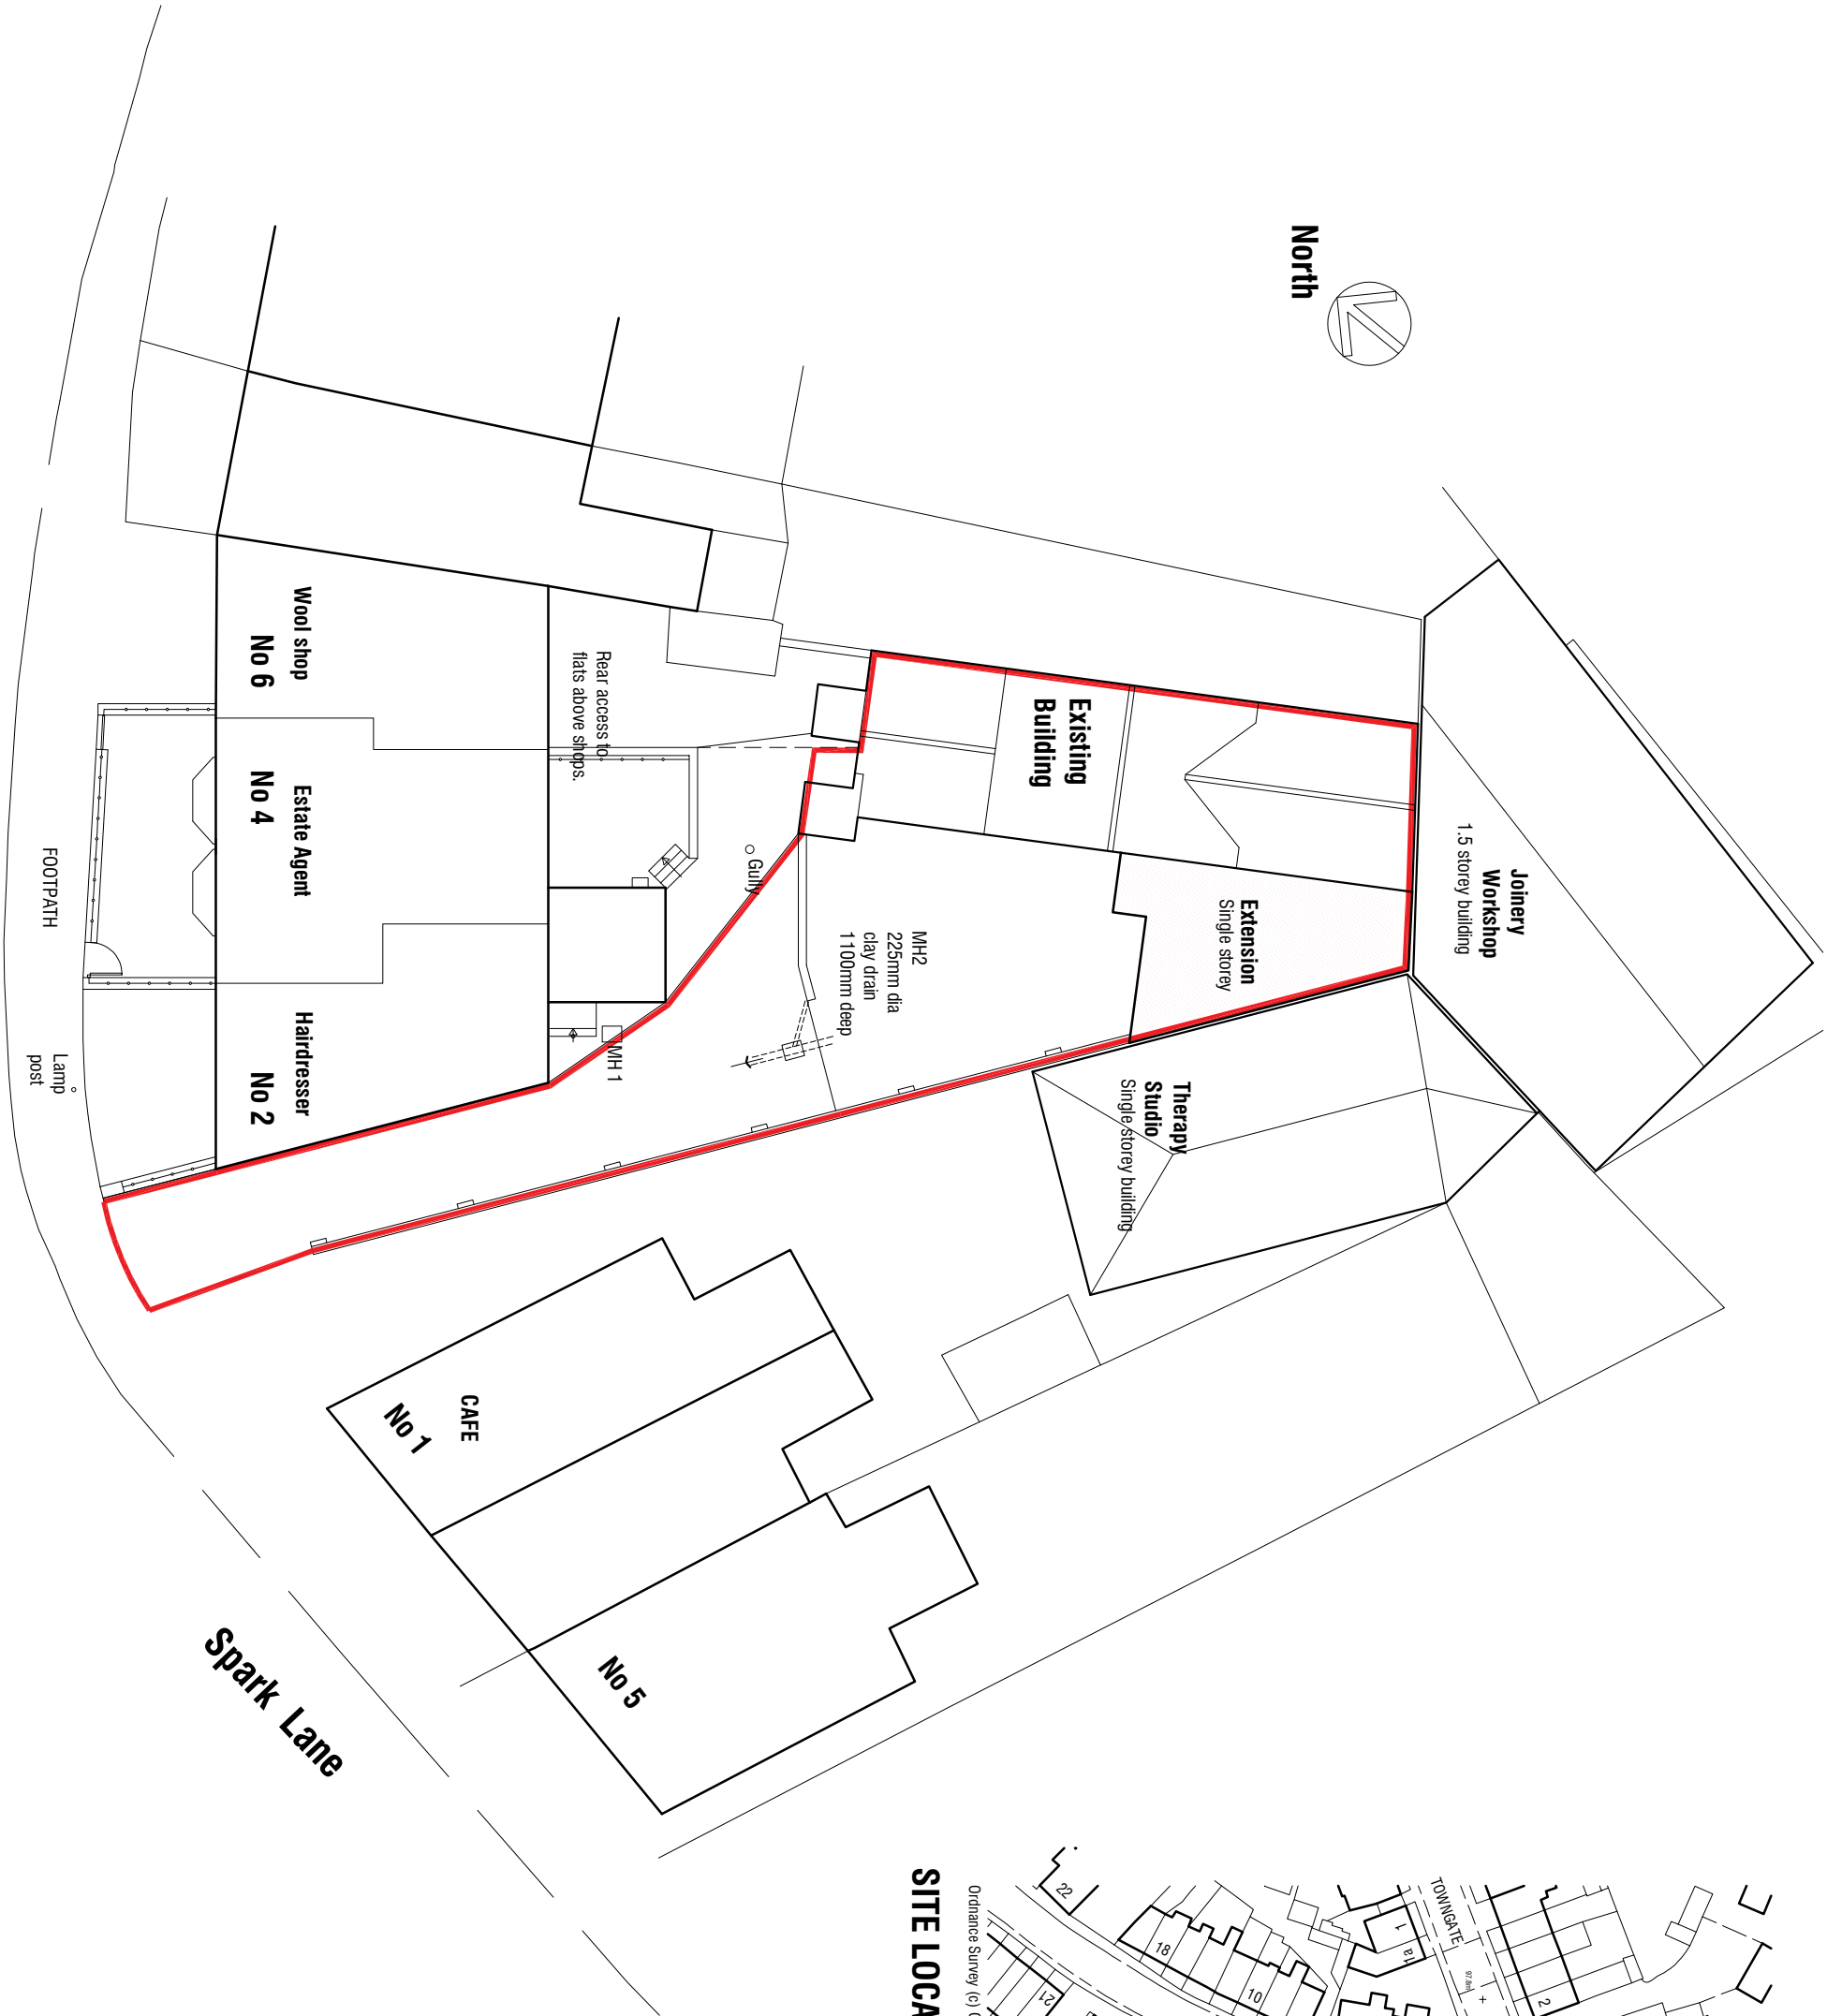 North
Joinery
Workshop
1.5 storey building
Existing
Building
Extension
Single storey
Therapy
Studio
Single storey building
MH2
225mm dia
clay drain
1100mm deep
Gully
Rear access to
flats above shops.
MH 1
Wool shop
No 6
Estate Agent
No 4
Hairdresser
No 2
FOOTPATH
Lamp
post
CAFE
No 1
No 5
Spark Lane
TOWNGATE
97.8m
+
2
1
1a
22
18
10
21
Ordnance Survey (c)
SITE LOCA